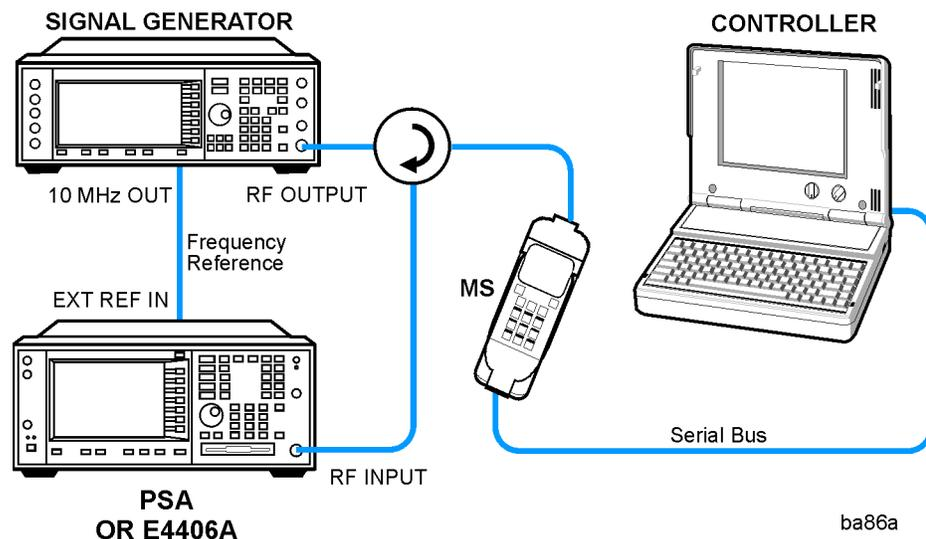 SIGNAL GENERATOR
CONTROLLER
10 MHz OUT
RF OUTPUT
Frequency
Reference
EXT REF IN
MS
Serial Bus
RF INPUT
PSA
OR E4406A
ba86a